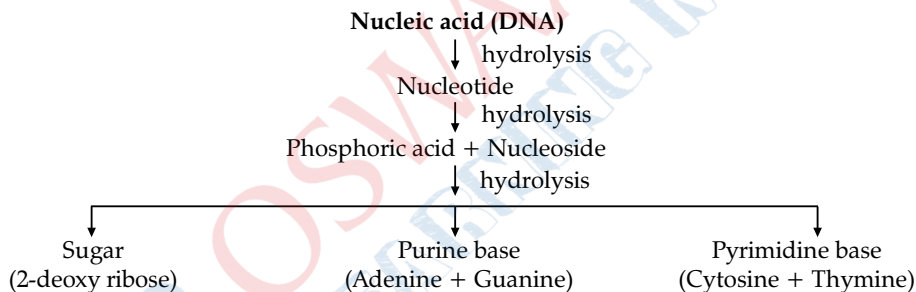 Nucleic acid (DNA)
hydrolysis
Nucleotide
hydrolysis
Phosphoric acid + Nucleoside
hydrolysis
Sugar
(2-deoxy ribose)
Purine base
(Adenine + Guanine)
Pyrimidine base
(Cytosine + Thymine)
OSWA